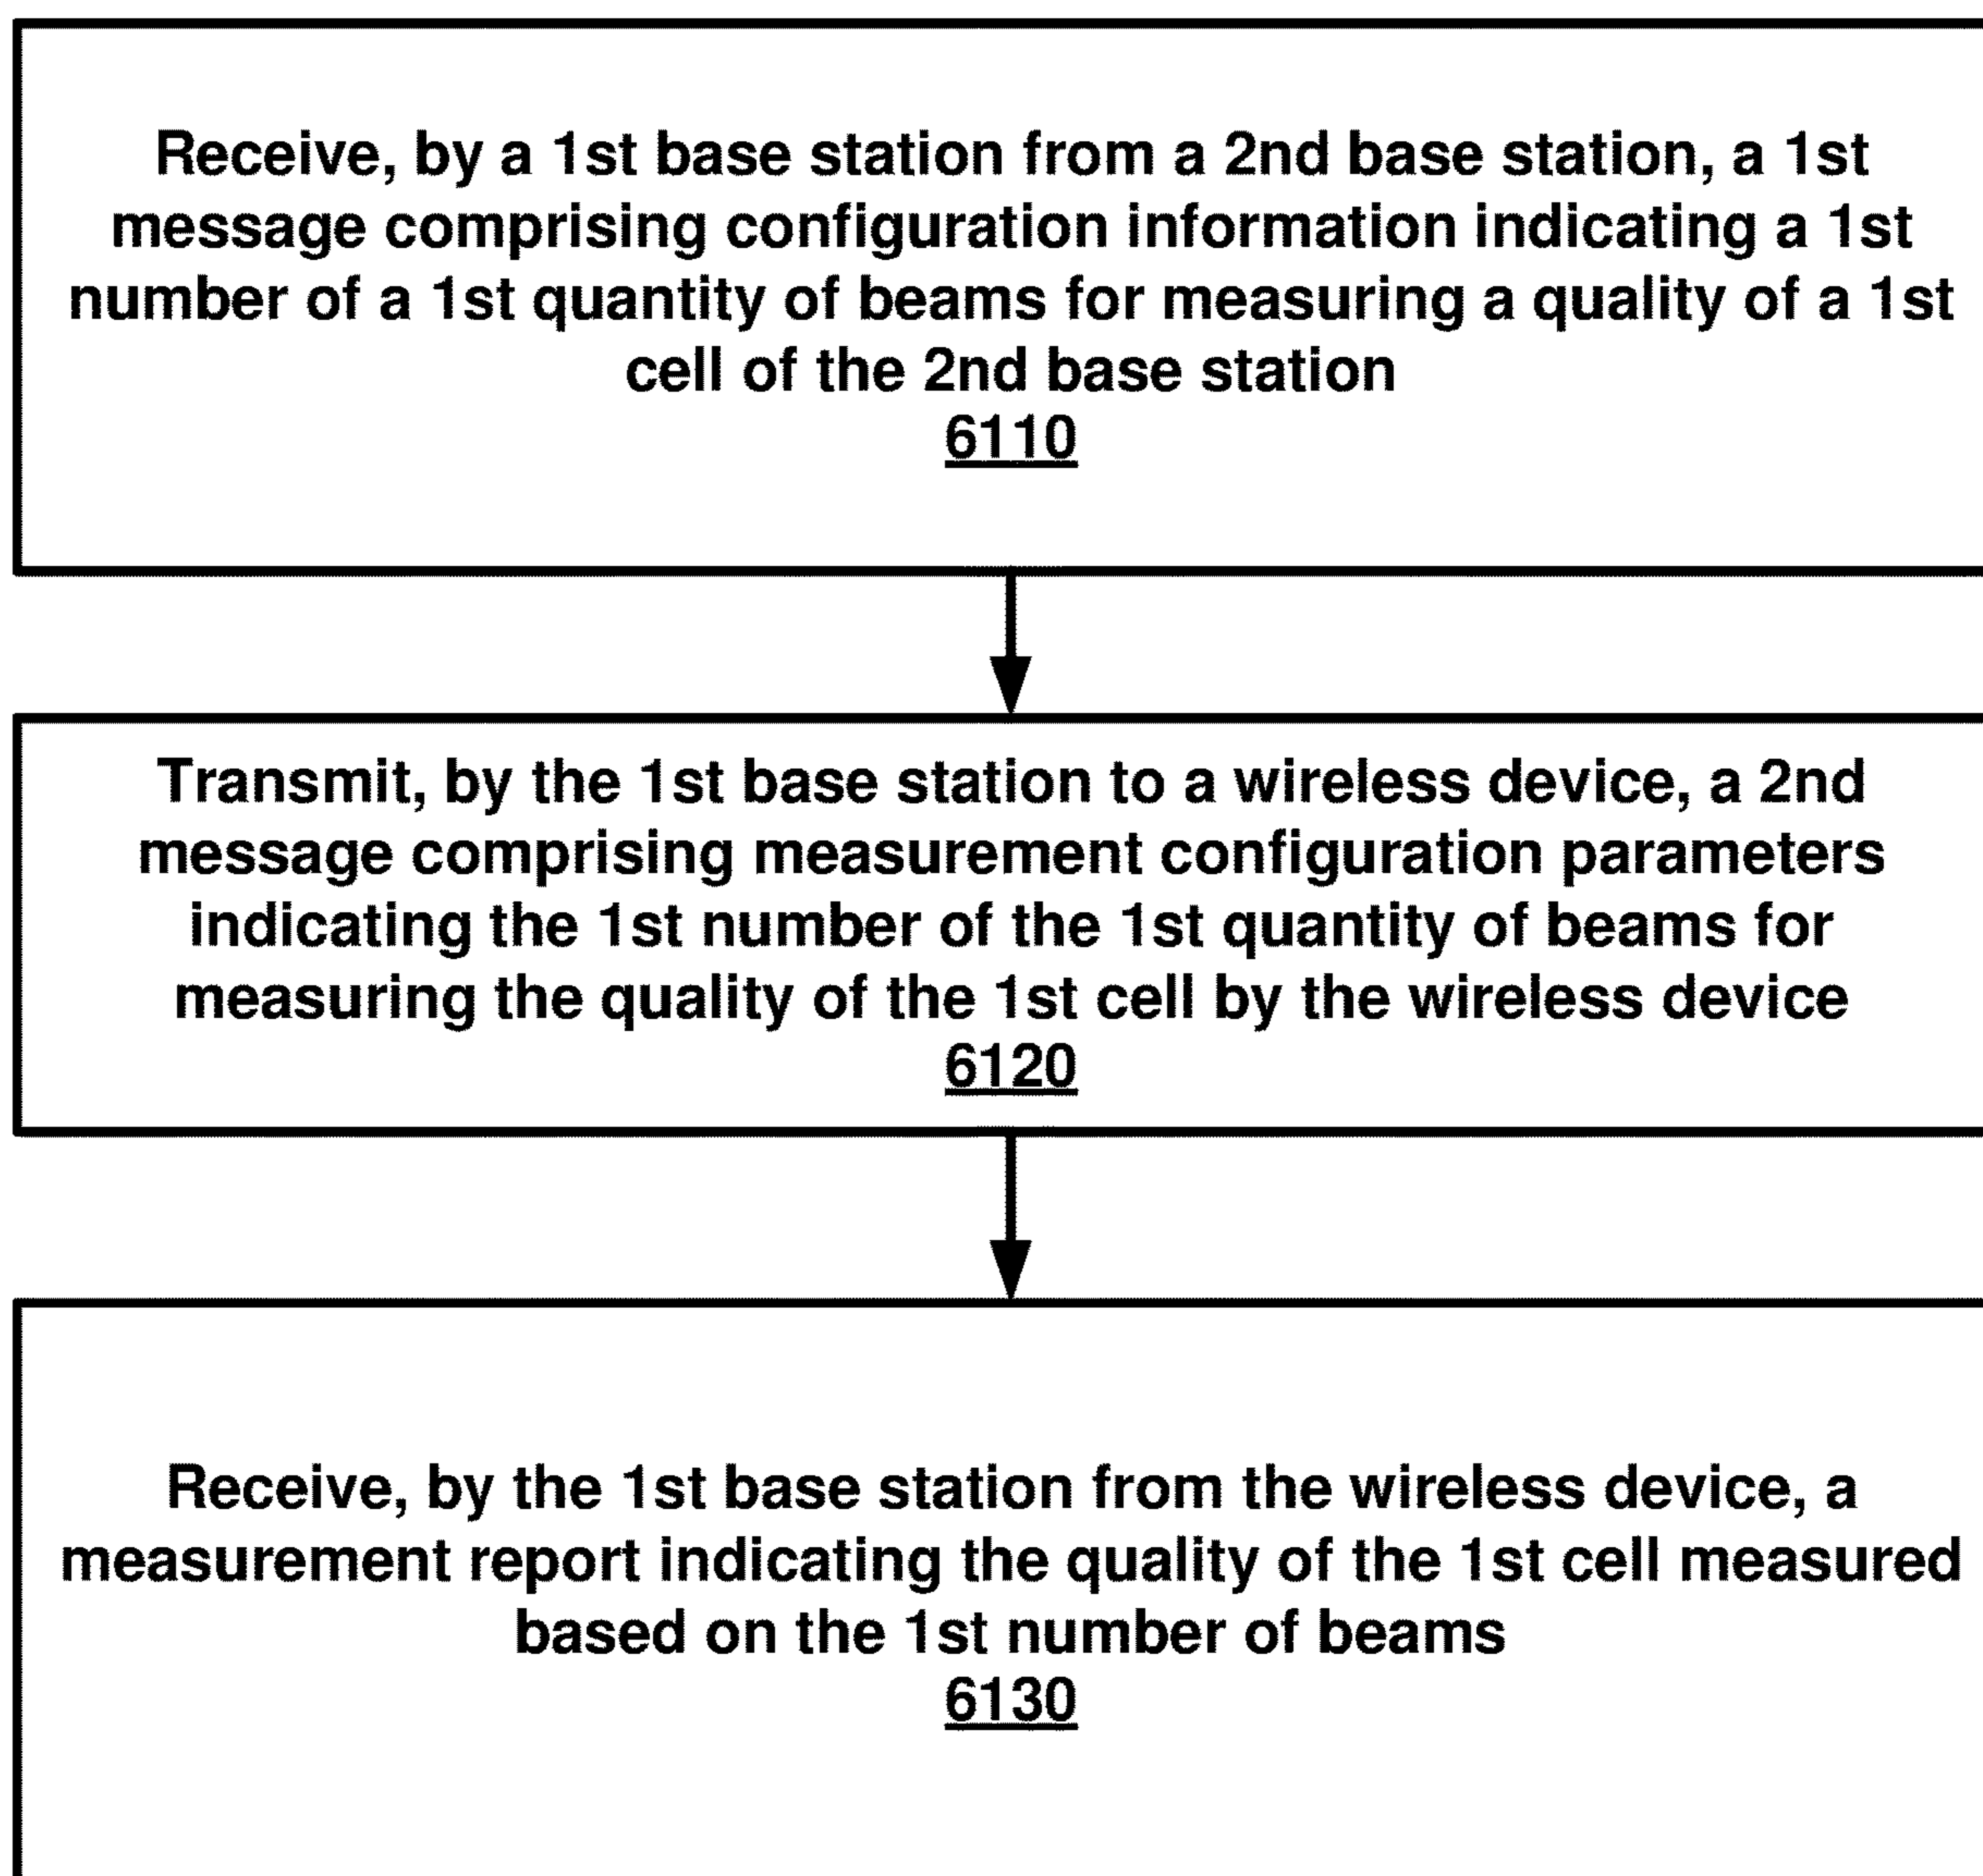 Receive, by a 1st base station from a 2nd base station, a 1st
message comprising configuration information indicating a 1st
number of a 1st quantity of beams for measuring a quality of a 1st
cell of the 2nd base station
6110
Transmit, by the 1st base station to a wireless device, a 2nd
message comprising measurement configuration parameters
indicating the 1st number of the 1st quantity of beams for
measuring the quality of the 1st cell by the wireless device
6120
Receive, by the 1st base station from the wireless device, a
measurement report indicating the quality of the 1st cell measured
based on the 1st number of beams
6130